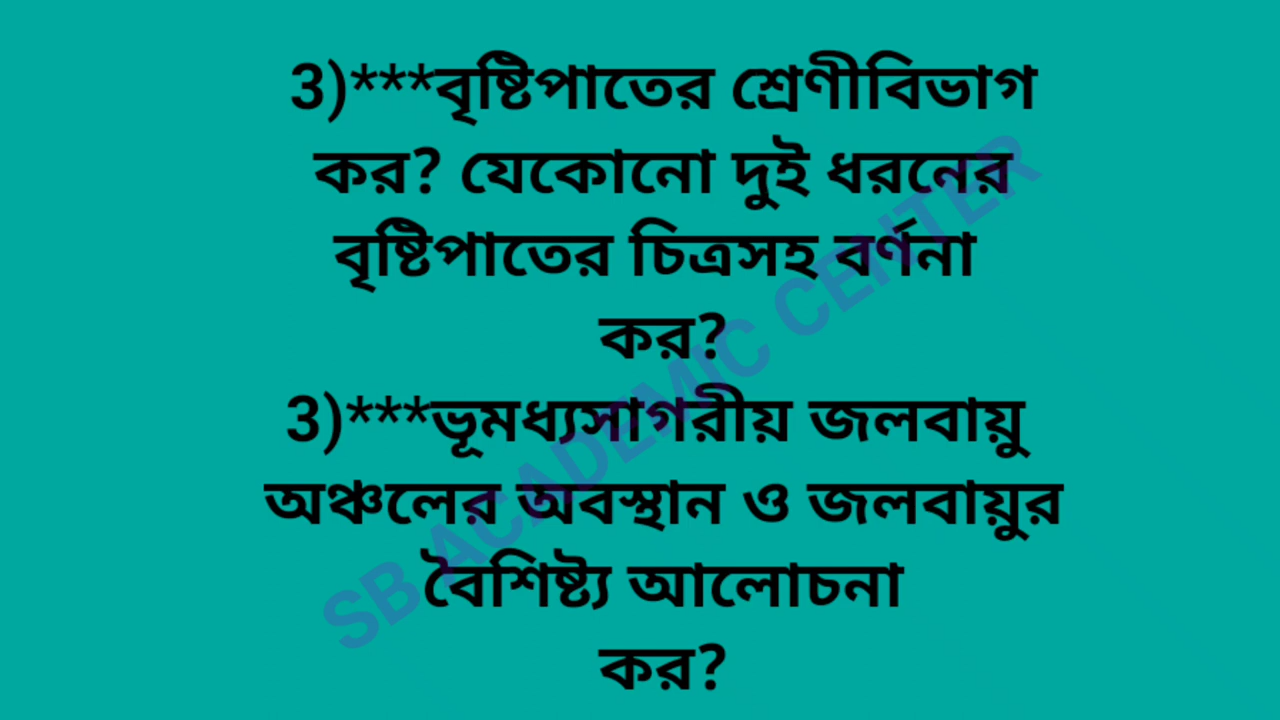 3)***বৃষ্টিপাতের শ্রেণীবিভাগ
কর? যেকোনো দুই ধরনের
বৃষ্টিপাতের চিত্রসহ বর্ণনা
কর?
3)***ভূমধ্যসাগরীয় জলবায়ু
অঞ্চলের অবস্থান ও জলবায়ুর
বৈশিষ্ট্য আলোচনা
কর?
SB ACADEMIC CENTER